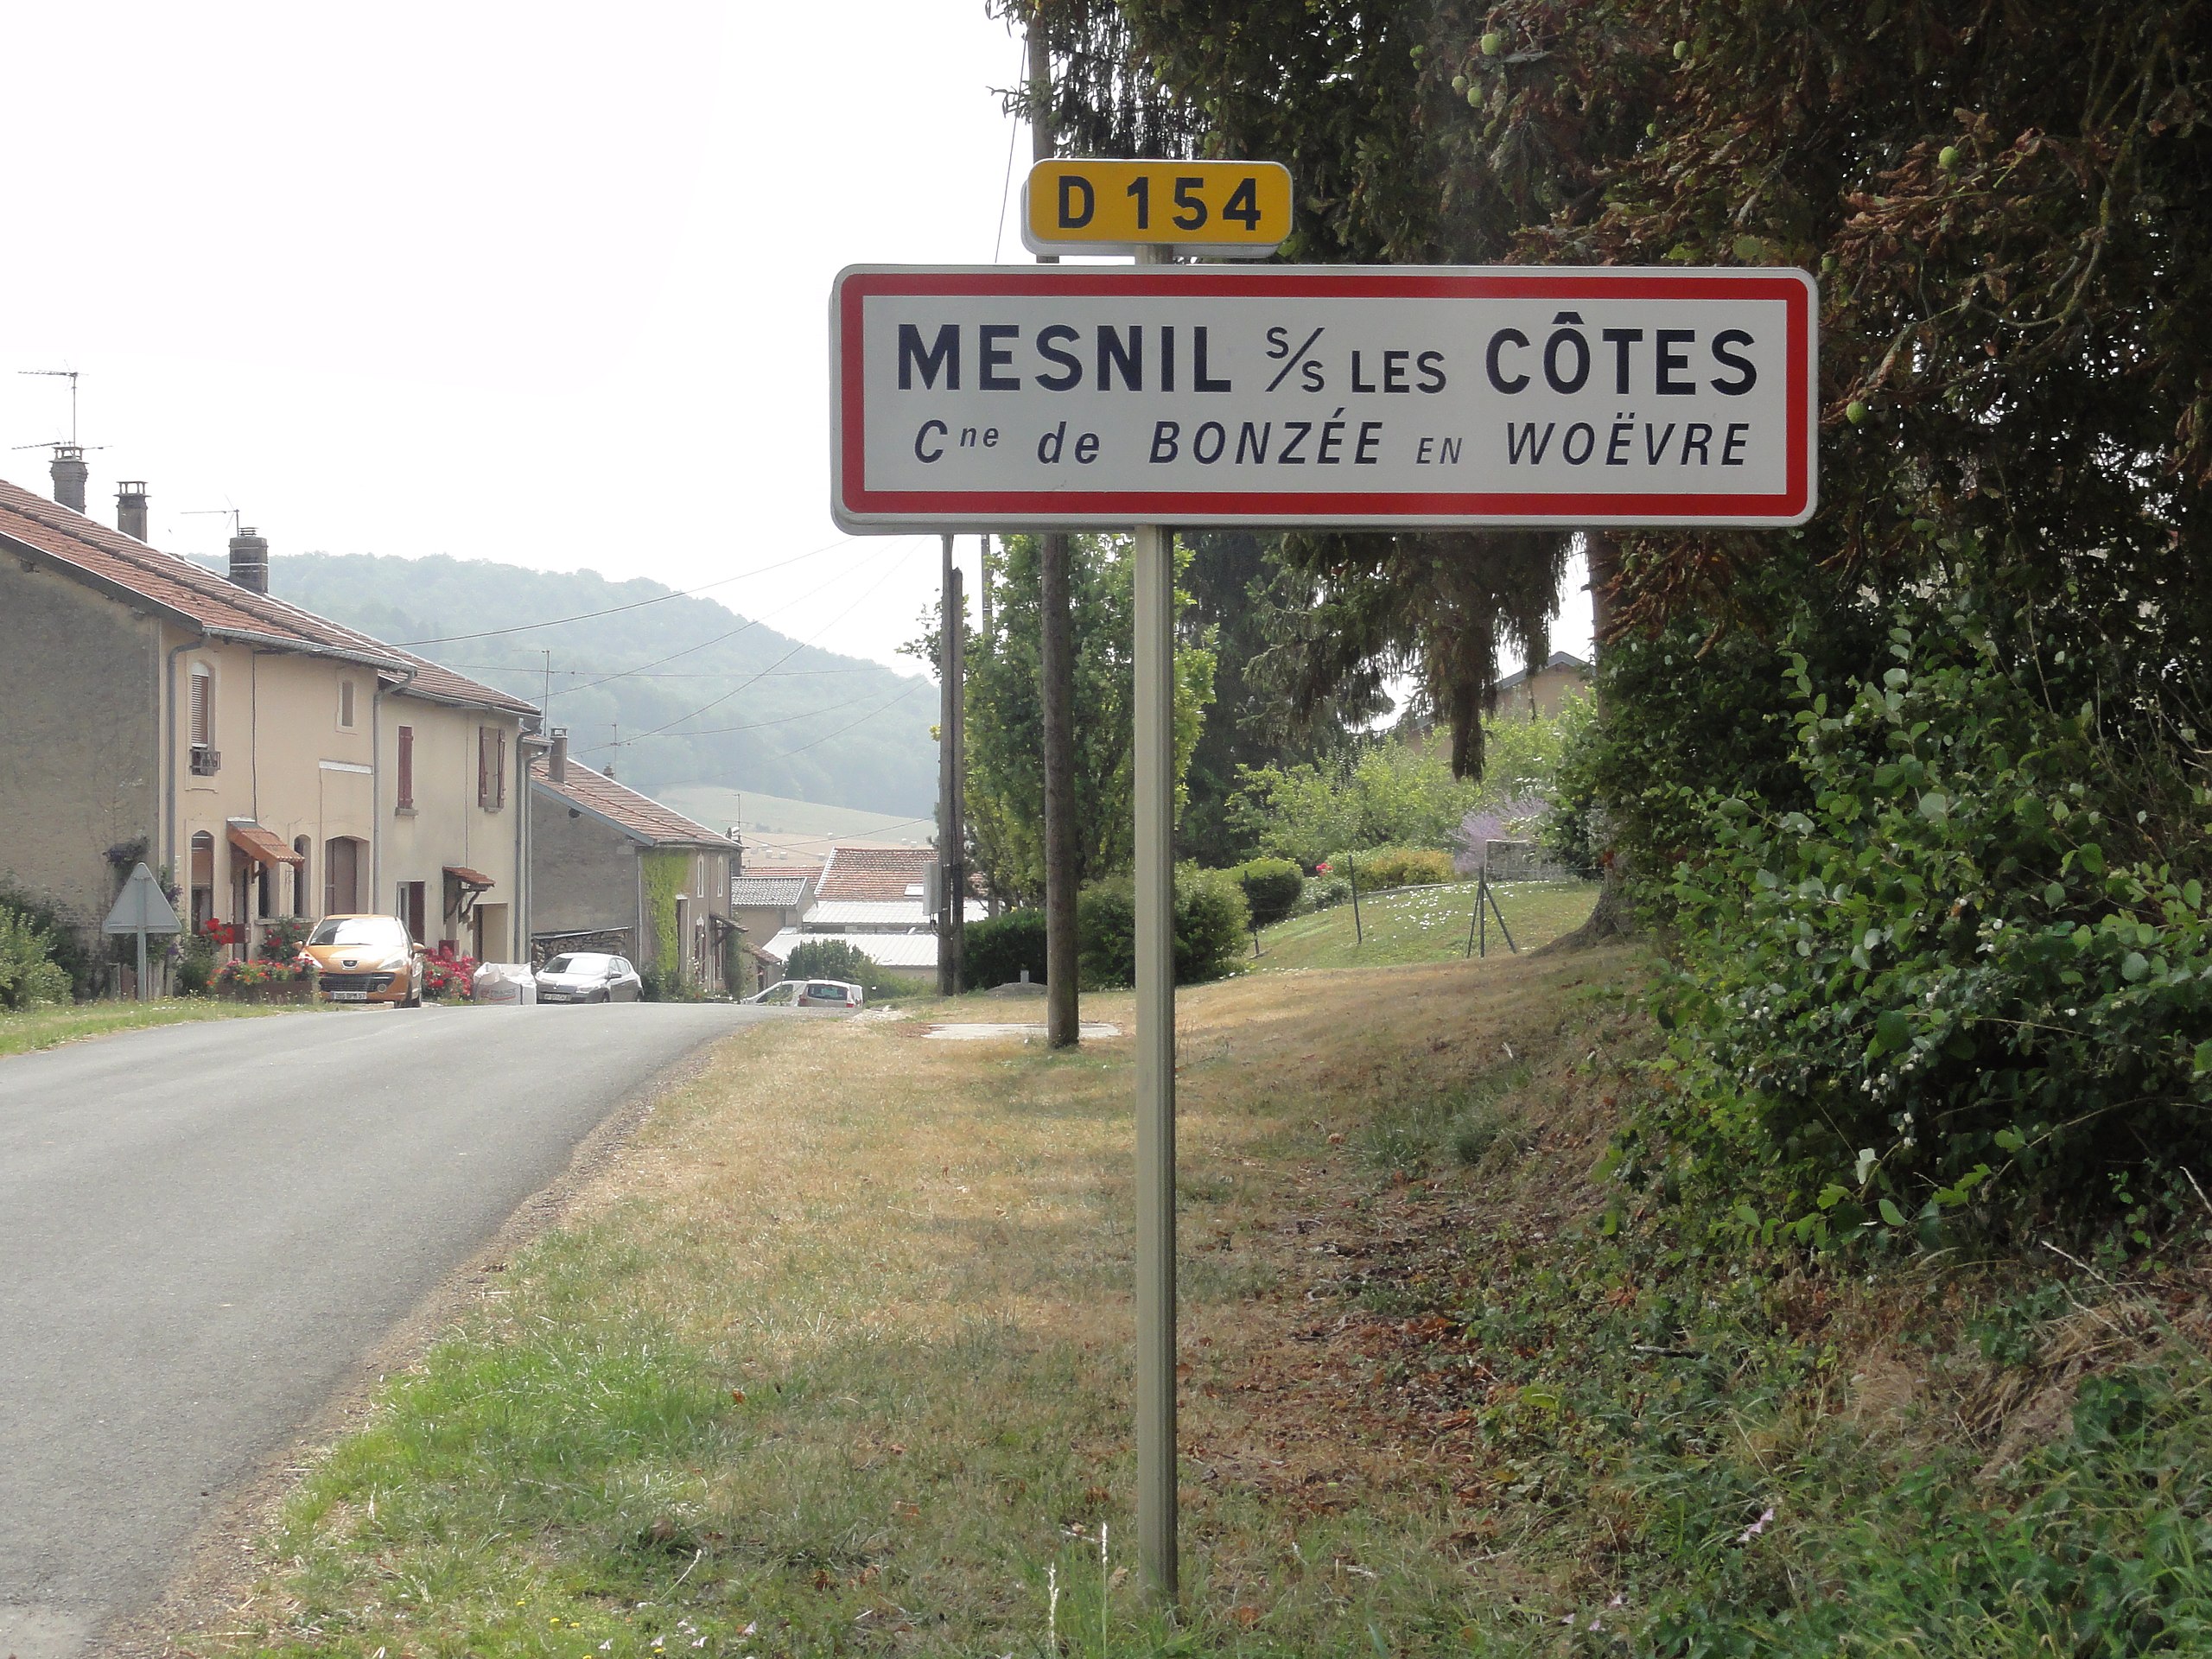 D 154
MESNIL S/S LES CÔTES
Cne de BONZÉE EN WOËVRE